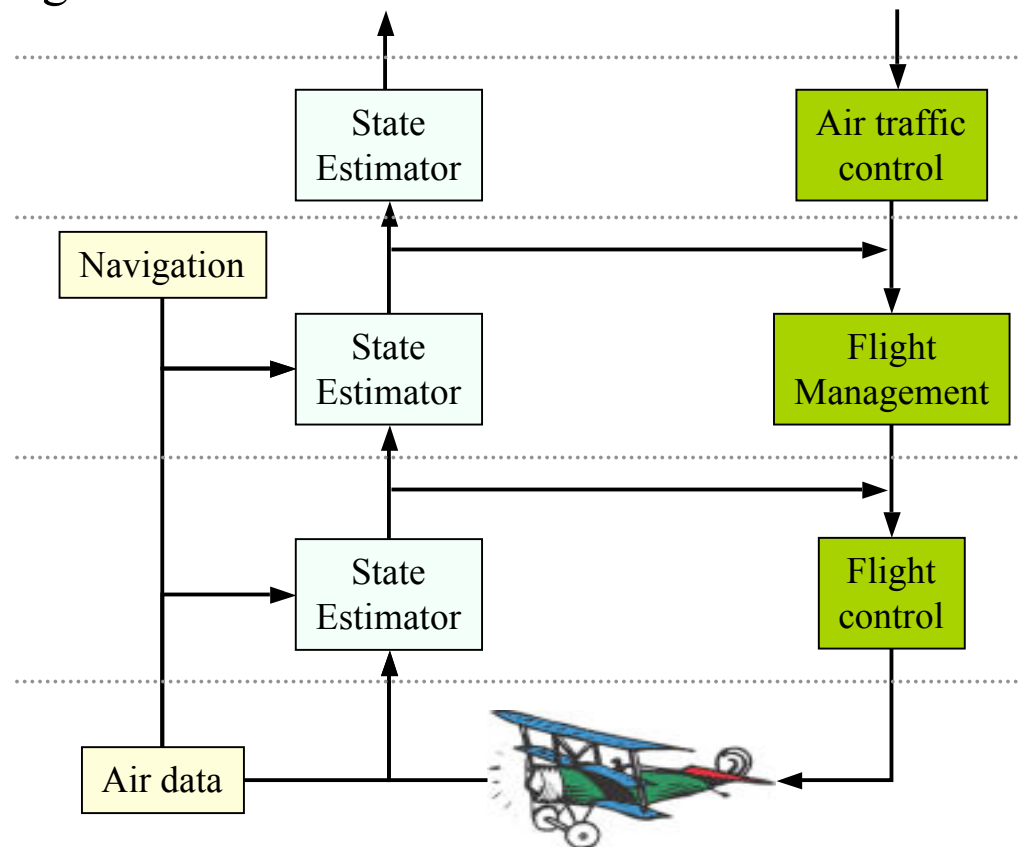 State
Estimator
Air traffic
control
Navigation
State
Estimator
Flight
Management
State
Estimator
Flight
control
Air data